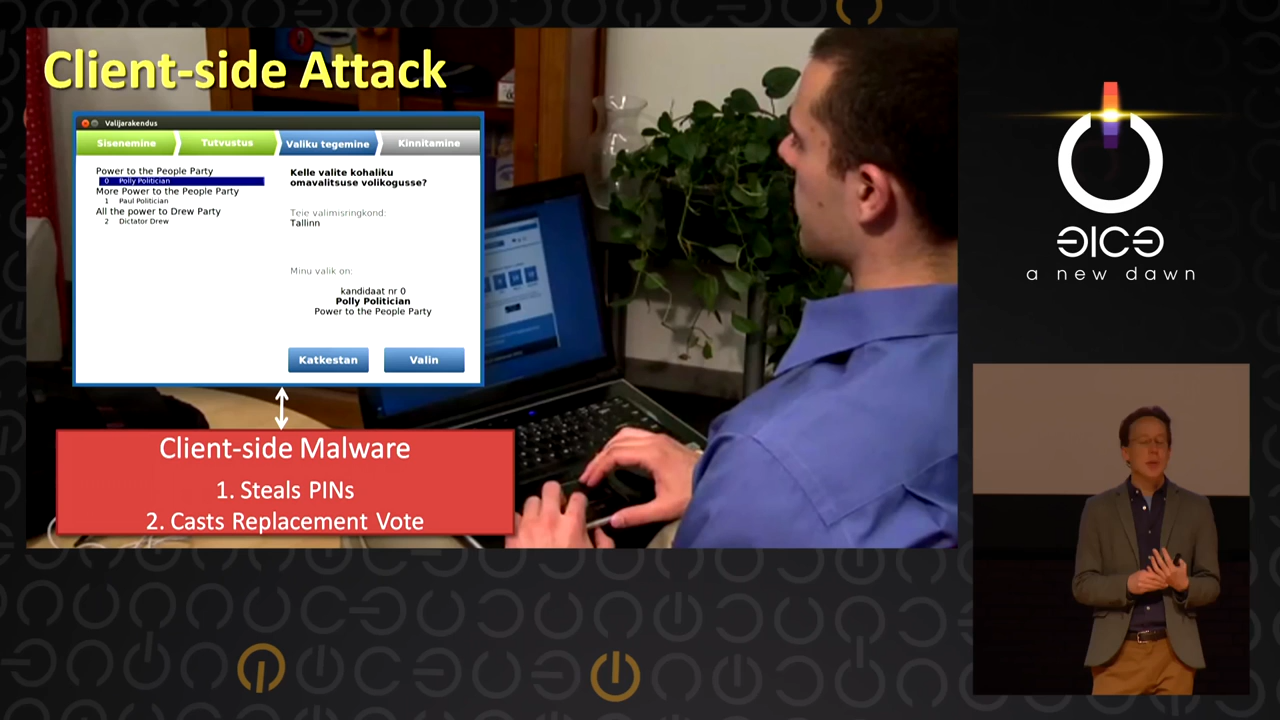 Client-side Attack
Valijarakendus
Sisenemine
Tutvustus
Valiku tegemine
Kinnitamine
Power to the People Party
0 Polly Politician
More Power to the People Party
1 Paul Politician
All the power to Drew Party
2 Dictator Drew
Kelle valite kohaliku
omavalitsuse volikogusse?
Teie valimisringkond:
Tallinn
Minu valik on:
kandidaat nr 0
Polly Politician
Power to the People Party
Katkestan
Valin
Client-side Malware
1. Steals PINs
2. Casts Replacement Vote
a new dawn